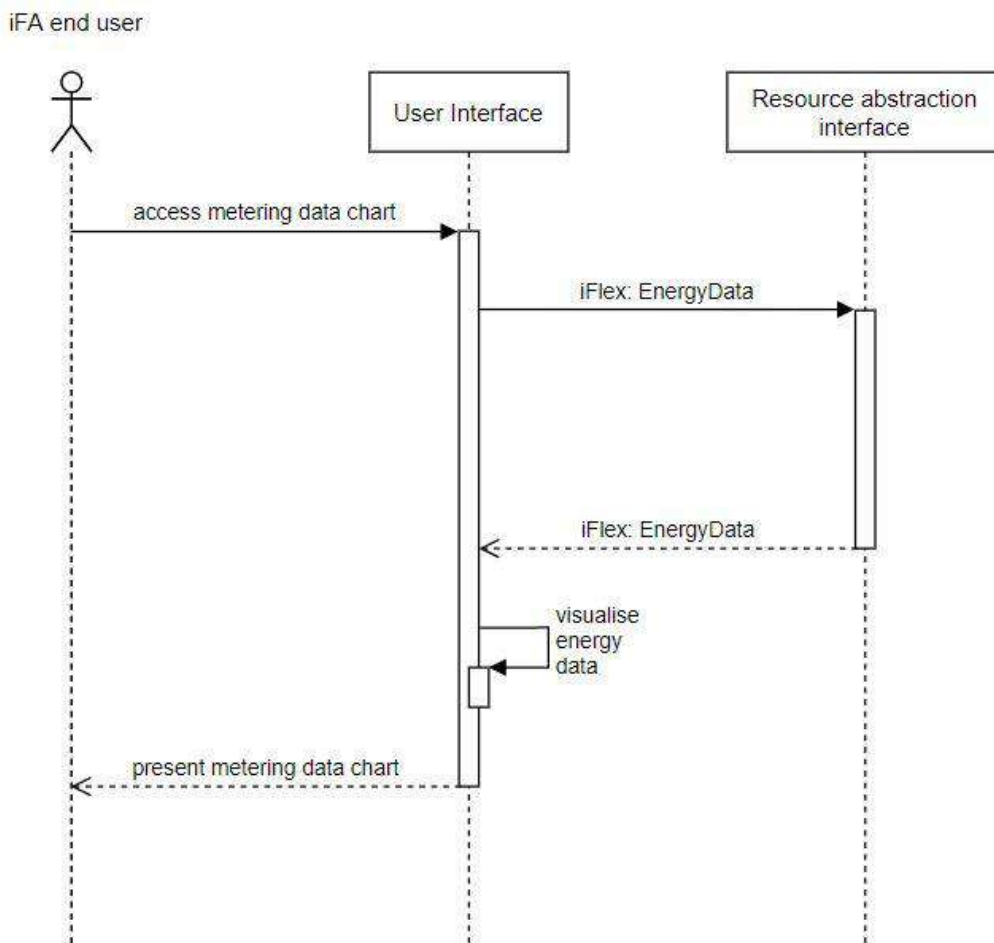 iFA end user
User Interface
Resource abstraction
interface
access metering data chart
iFlex: EnergyData
iFlex: EnergyData
visualise
energy
data
present metering data chart